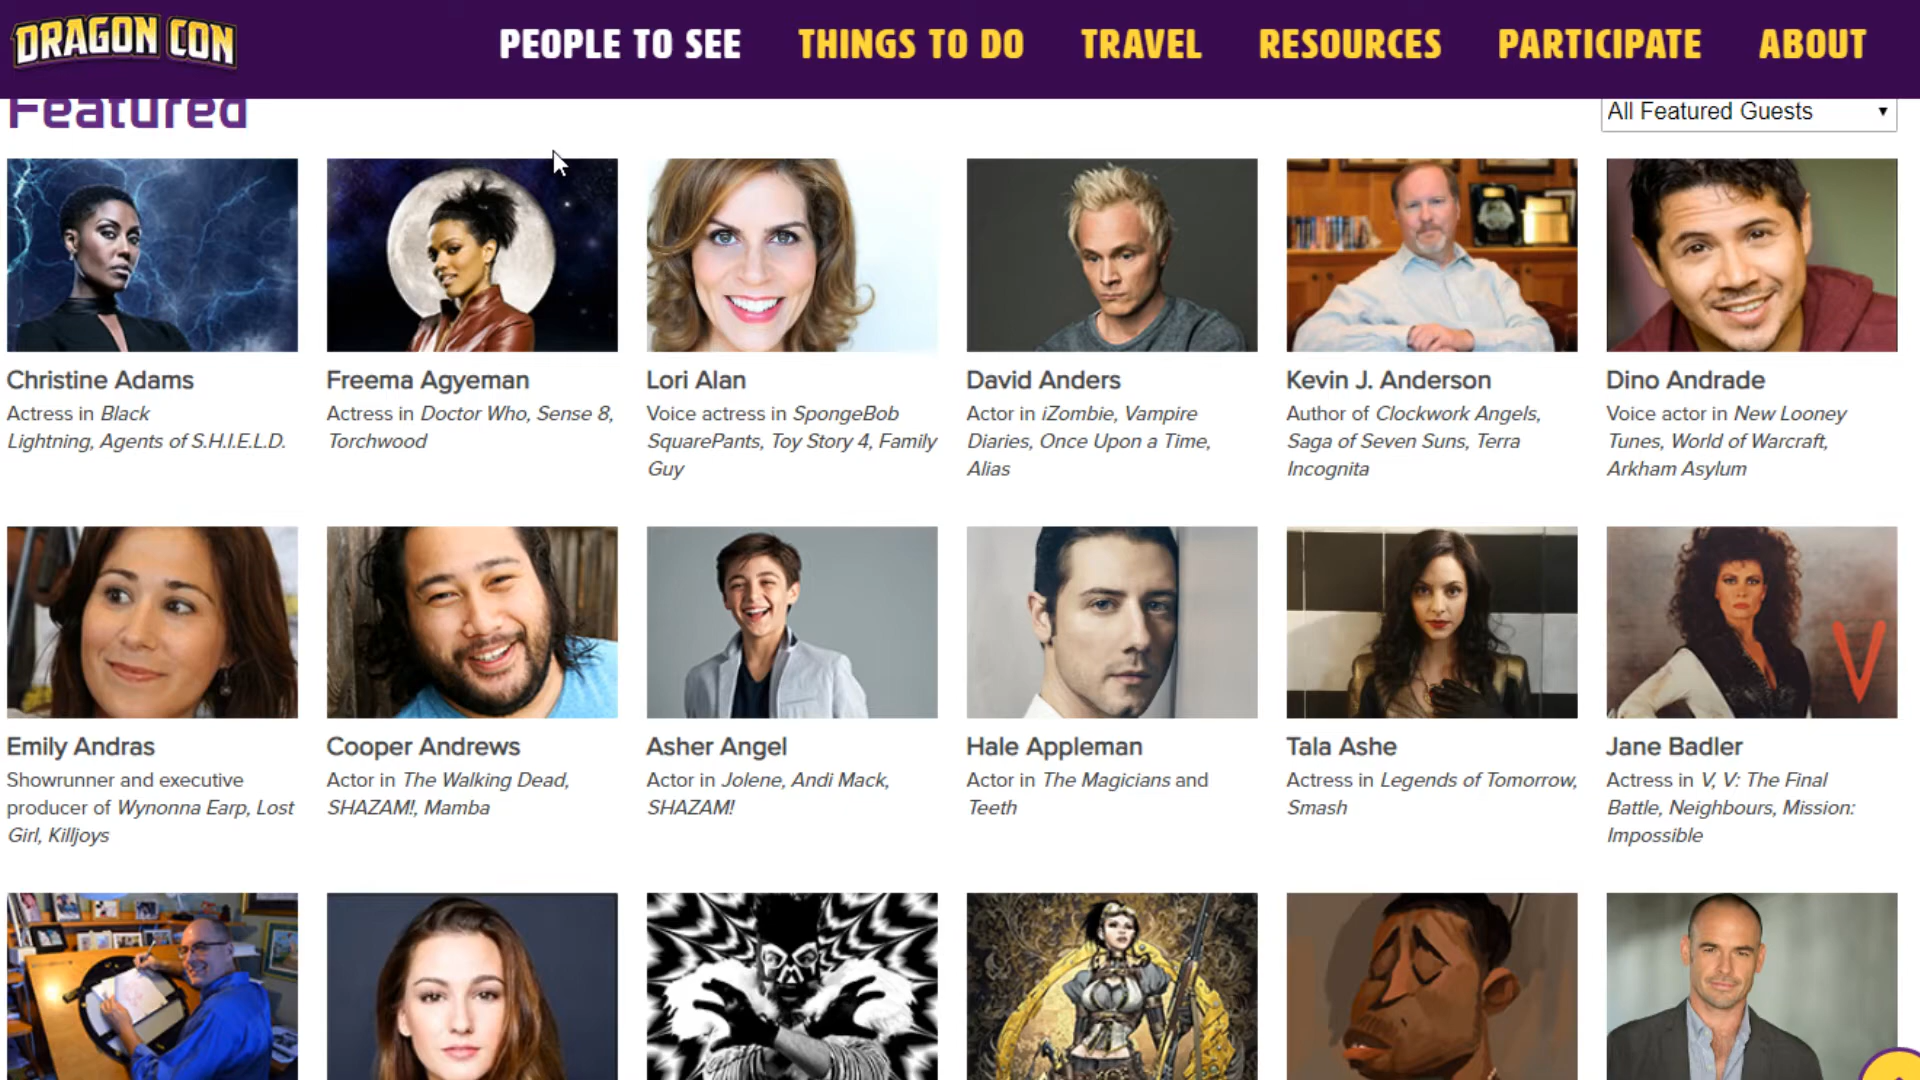 DRAGON CON
PEOPLE TO SEE
THINGS TO DO
TRAVEL
RESOURCES
PARTICIPATE
ABOUT
Featured
All Featured Guests
Christine Adams
Actress in Black
Lightning, Agents of S.H.I.E.L.D.
Freema Agyeman
Actress in Doctor Who, Sense 8,
Torchwood
Lori Alan
Voice actress in SpongeBob
SquarePants, Toy Story 4, Family
Guy
David Anders
Actor in iZombie, Vampire
Diaries, Once Upon a Time,
Alias
Kevin J. Anderson
Author of Clockwork Angels,
Saga of Seven Suns, Terra
Incognita
Dino Andrade
Voice actor in New Looney
Tunes, World of Warcraft,
Arkham Asylum
V
Emily Andras
Showrunner and executive
producer of Wynonna Earp, Lost
Girl, Killjoys
Cooper Andrews
Actor in The Walking Dead,
SHAZAM!, Mamba
Asher Angel
Actor in Jolene, Andi Mack,
SHAZAM!
Hale Appleman
Actor in The Magicians and
Teeth
Tala Ashe
Actress in Legends of Tomorrow,
Smash
Jane Badler
Actress in V, V: The Final
Battle, Neighbours, Mission:
Impossible